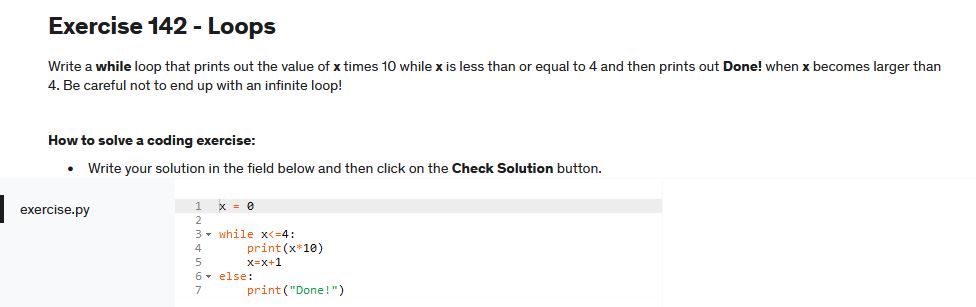 Exercise 142 - Loops
Write a while loop that prints out the value of x times 10 while x is less than or equal to 4 and then prints out Done! when x becomes larger than
4. Be careful not to end up with an infinite loop!
How to solve a coding exercise:
• Write your solution in the field below and then click on the Check Solution button.
exercise.py
1 x = 0
2
3 while x<=4:
4     print(x*10)
5     x=x+1
6 else:
7     print("Done!")